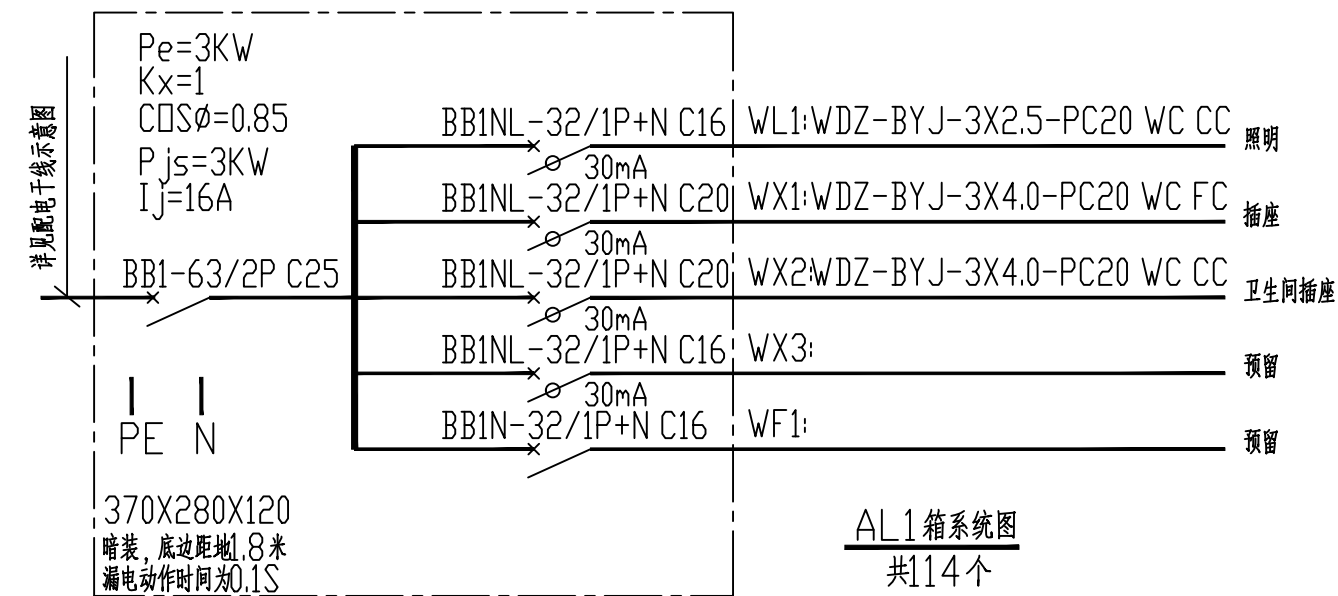 Pe=3KW
Kx=1
COSø=0.85
Pjs=3KW
Ij=16A
详见配电干线示意图
BB1-63/2P C25
BB1NL-32/1P+N C16 WL1:WDZ-BYJ-3X2.5-PC20 WC CC 照明
30mA
BB1NL-32/1P+N C20 WX1:WDZ-BYJ-3X4.0-PC20 WC FC 插座
30mA
BB1NL-32/1P+N C20 WX2:WDZ-BYJ-3X4.0-PC20 WC CC 卫生间插座
30mA
BB1NL-32/1P+N C16 WX3: 预留
30mA
BB1N-32/1P+N C16 WF1: 预留
PE N
370X280X120
暗装,底边距地1.8米
漏电动作时间为0.1S
AL1箱系统图
共114个